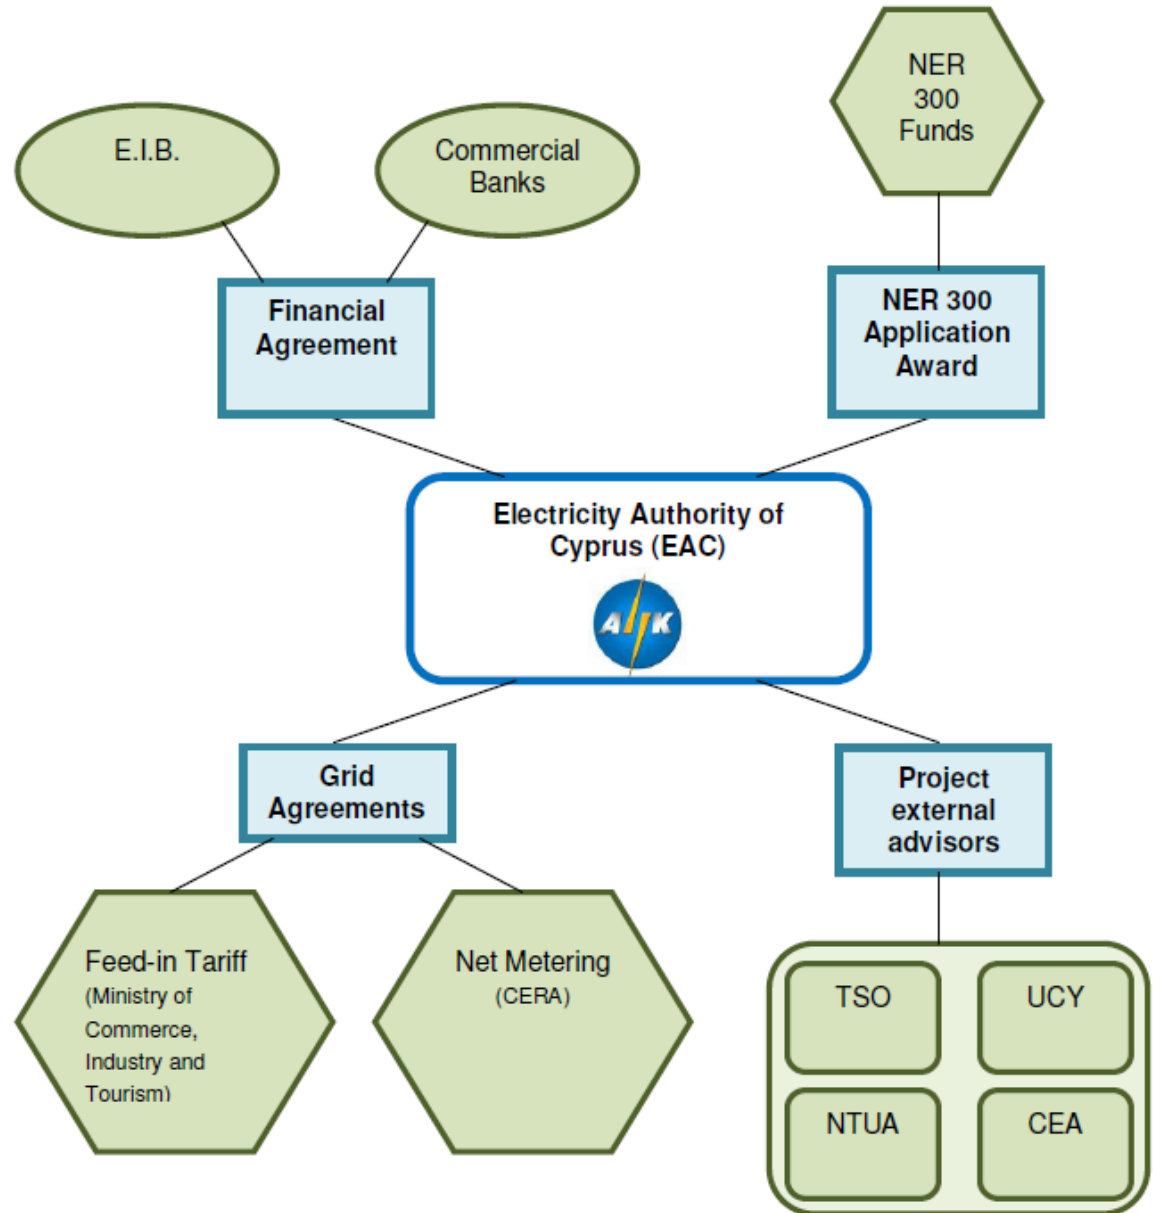 NER
300
Funds
E.I.B.
Commercial
Banks
Financial
Agreement
NER 300
Application
Award
Electricity Authority of
Cyprus (EAC)
AHK
Grid
Agreements
Project
external
advisors
Feed-in Tariff
(Ministry of
Commerce,
Industry and
Tourism)
Net Metering
(CERA)
TSO
UCY
NTUA
CEA